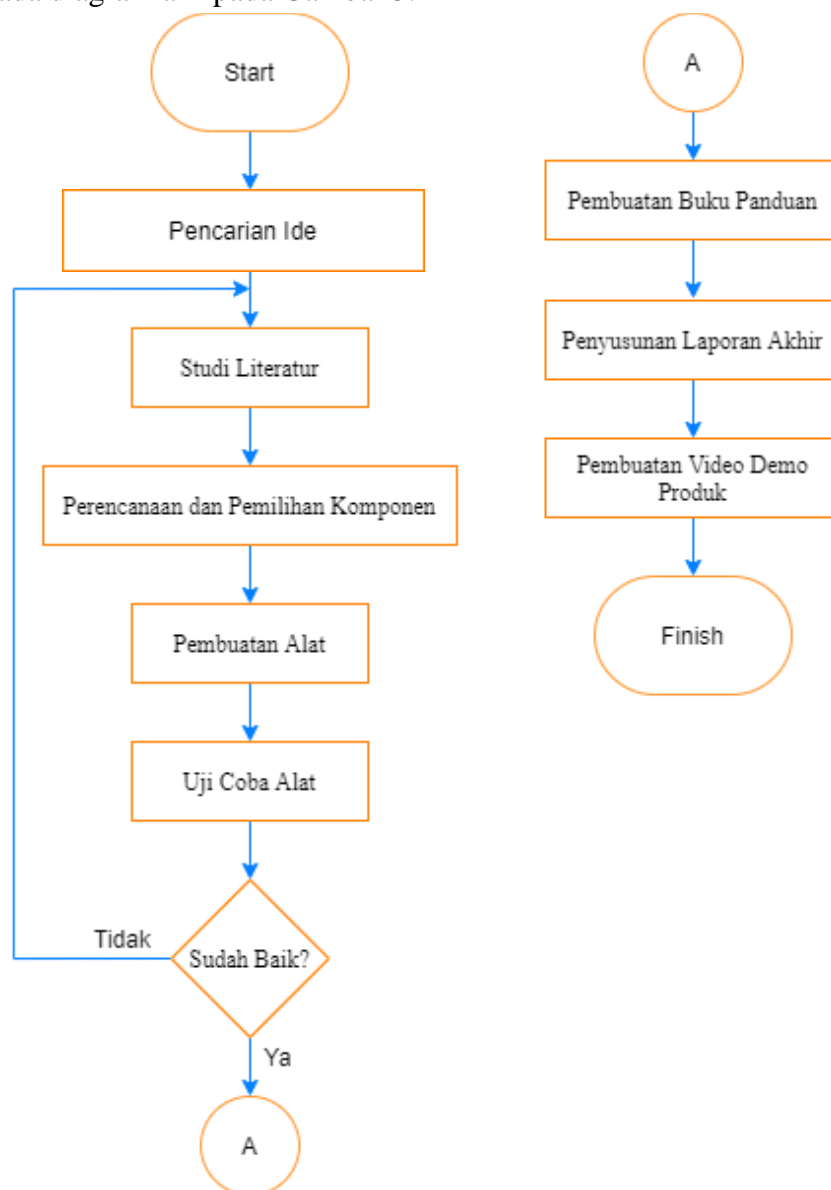 Start
Pencarian Ide
Studi Literatur
Perencanaan dan Pemilihan Komponen
Pembuatan Alat
Uji Coba Alat
Sudah Baik?
Tidak
Ya
A
A
Pembuatan Buku Panduan
Penyusunan Laporan Akhir
Pembuatan Video Demo
Produk
Finish